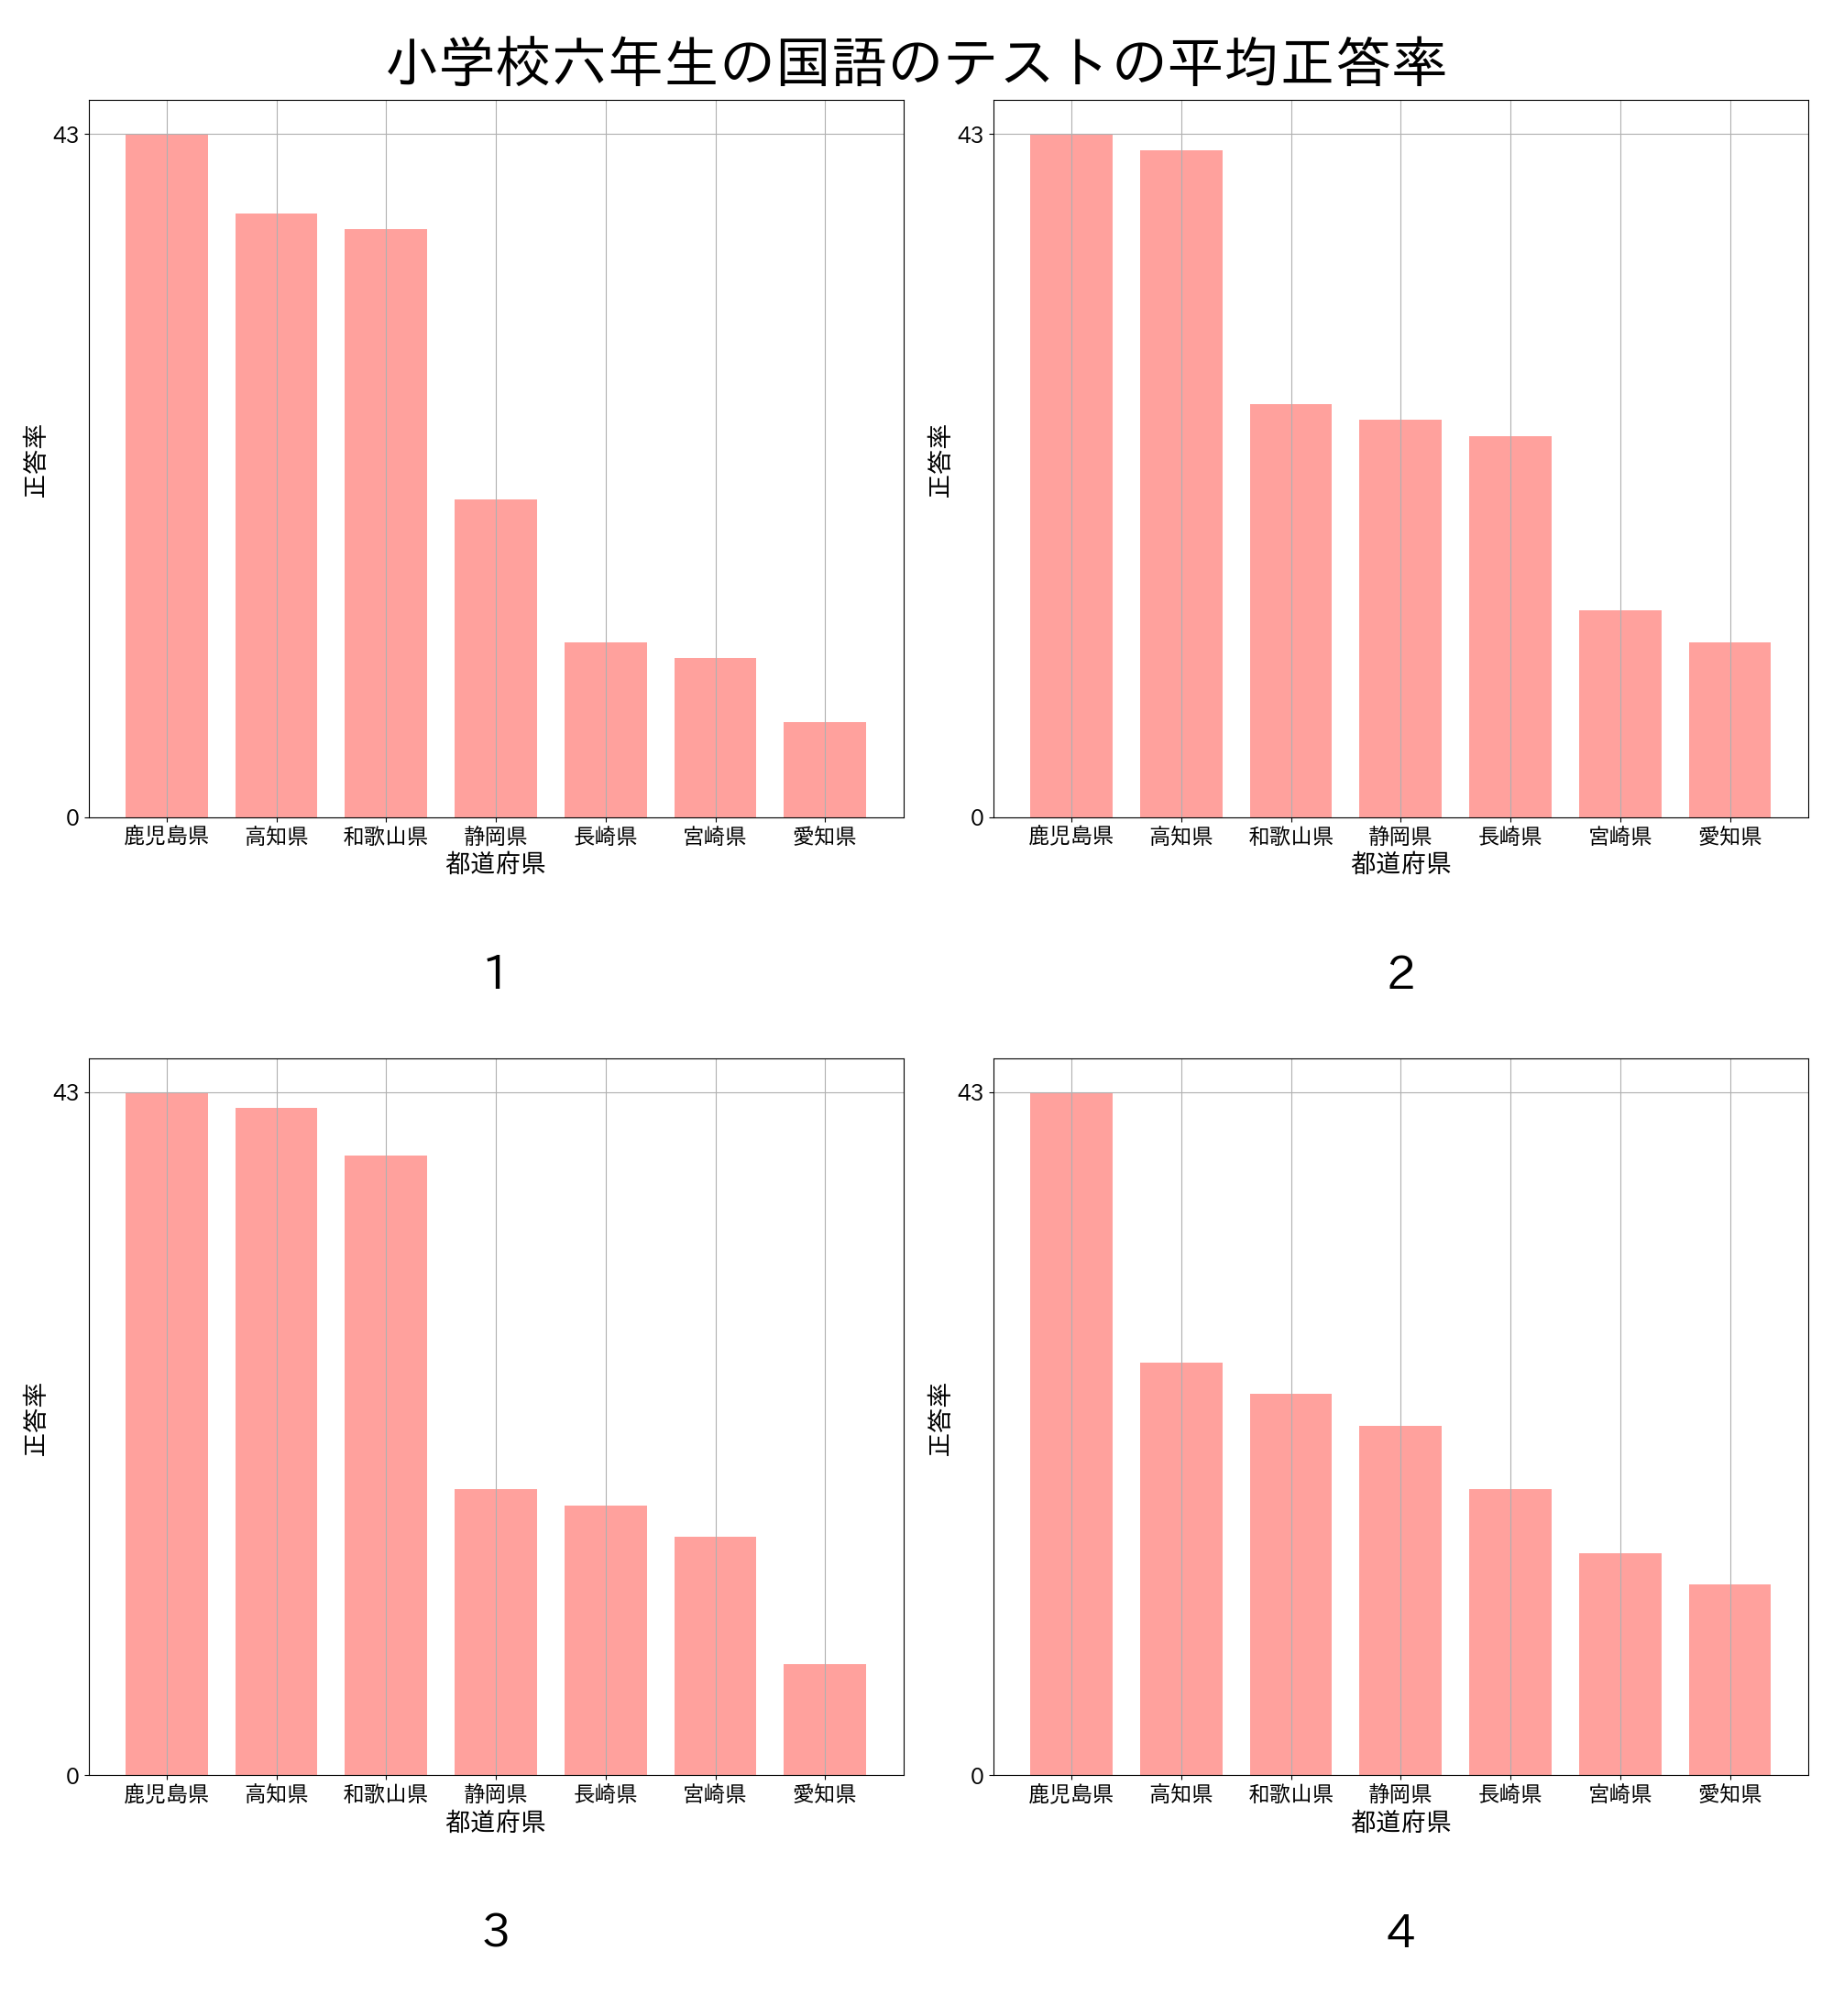 小学校六年生の国語のテストの平均正答率
43
0
正答率
鹿児島県 高知県 和歌山県 静岡県 長崎県 宮崎県 愛知県
都道府県
1
43
0
正答率
鹿児島県 高知県 和歌山県 静岡県 長崎県 宮崎県 愛知県
都道府県
2
43
0
正答率
鹿児島県 高知県 和歌山県 静岡県 長崎県 宮崎県 愛知県
都道府県
3
43
0
正答率
鹿児島県 高知県 和歌山県 静岡県 長崎県 宮崎県 愛知県
都道府県
4